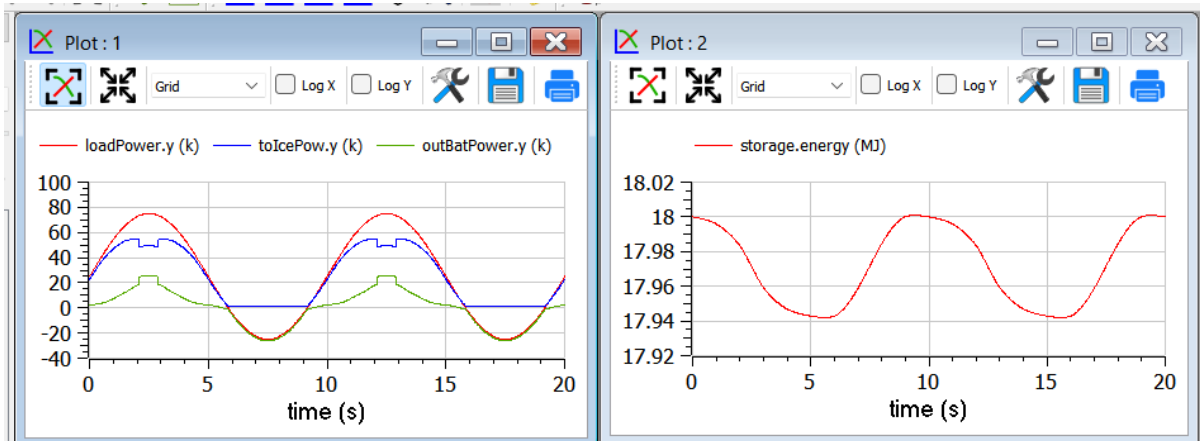 Plot : 1
Grid
Log X
Log Y
loadPower.y (k)
toIcePow.y (k)
outBatPower.y (k)
100
80
60
40
20
0
-20
-40
0
5
10
15
20
time (s)
Plot : 2
Grid
Log X
Log Y
storage.energy (MJ)
18.02
18
17.98
17.96
17.94
17.92
0
5
10
15
20
time (s)